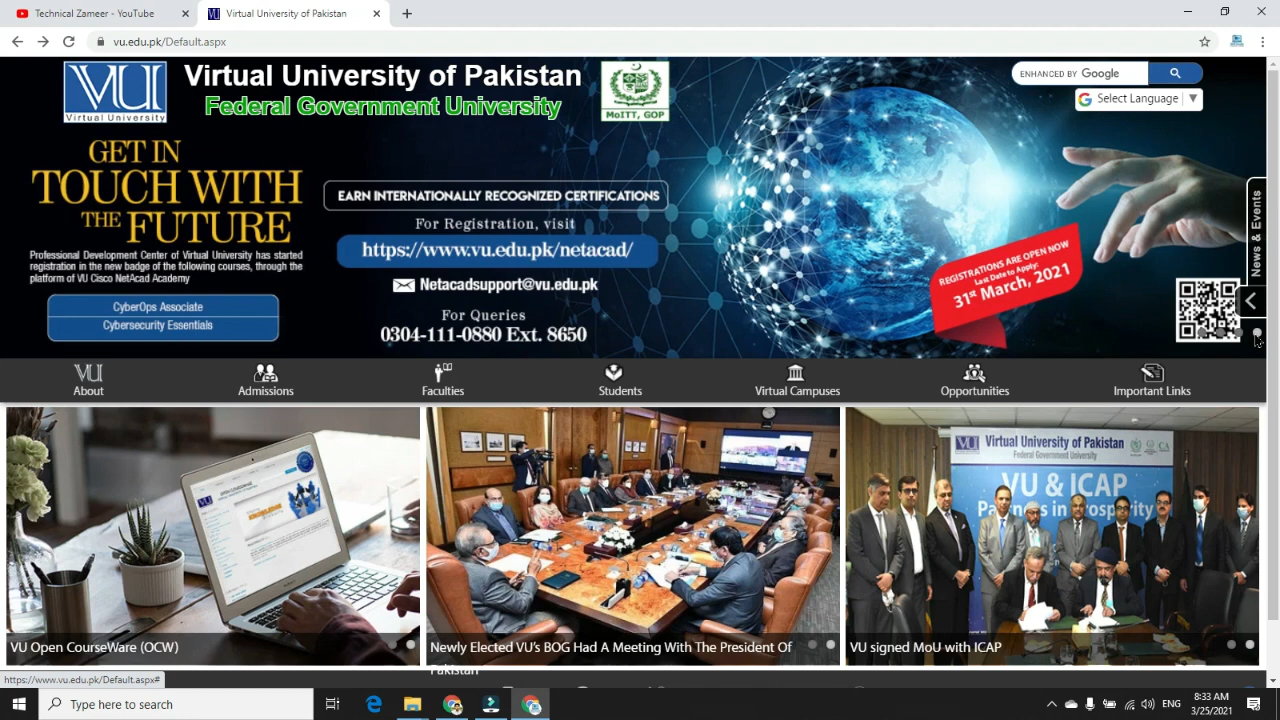 Technical Zameer - YouTube
Virtual University of Pakistan
vu.edu.pk/Default.aspx
VU
Virtual University
Virtual University of Pakistan
Federal Government University
MoITT, GOP
ENHANCED BY Google
Select Language
GET IN
TOUCH WITH
THE FUTURE
Professional Development Center of Virtual University has started
registration in the new badge of the following courses, through the
platform of VU Cisco NetAcad Academy
CyberOps Associate
Cybersecurity Essentials
EARN INTERNATIONALLY RECOGNIZED CERTIFICATIONS
For Registration, visit
https://www.vu.edu.pk/netacad/
Netacadsupport@vu.edu.pk
For Queries
0304-111-0880 Ext. 8650
REGISTRATIONS ARE OPEN NOW
Last Date to Apply:
31st March, 2021
News & Events
VU
About
Admissions
Faculties
Students
Virtual Campuses
Opportunities
Important Links
VU Open CourseWare (OCW)
Newly Elected VU's BOG Had A Meeting With The President Of
Pakistan
Virtual University of Pakistan
Federal Government University
VU & ICAP
Partners in Prosperity
VU signed MoU with ICAP
https://www.vu.edu.pk/Default.aspx#
Type here to search
ENG
8:33 AM
3/25/2021